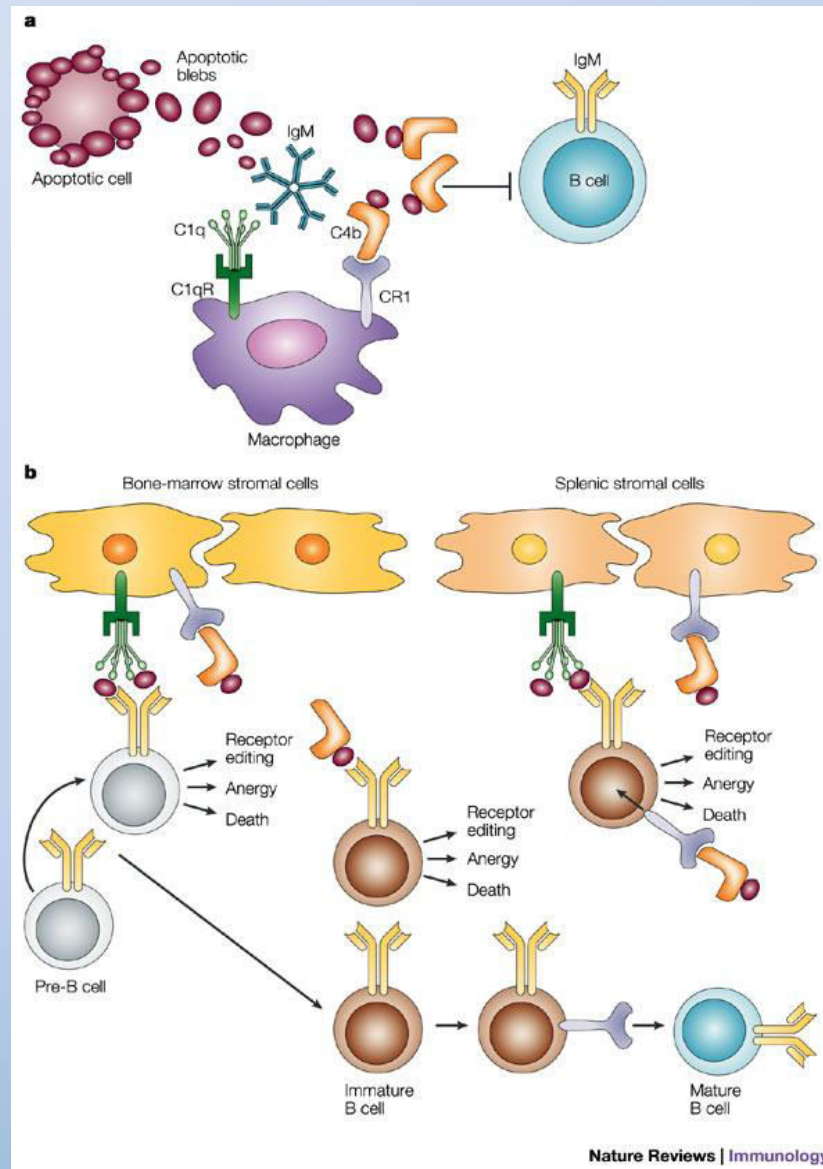 a
Apoptotic
blebs
IgM
IgM
Apoptotic cell
B cell
C1q
C4b
C1qR
CR1
Macrophage
b
Bone-marrow stromal cells
Splenic stromal cells
Receptor
editing
Anergy
Death
Receptor
editing
Anergy
Death
Receptor
editing
Anergy
Death
Pre-B cell
Immature
B cell
Mature
B cell
Nature Reviews | Immunology